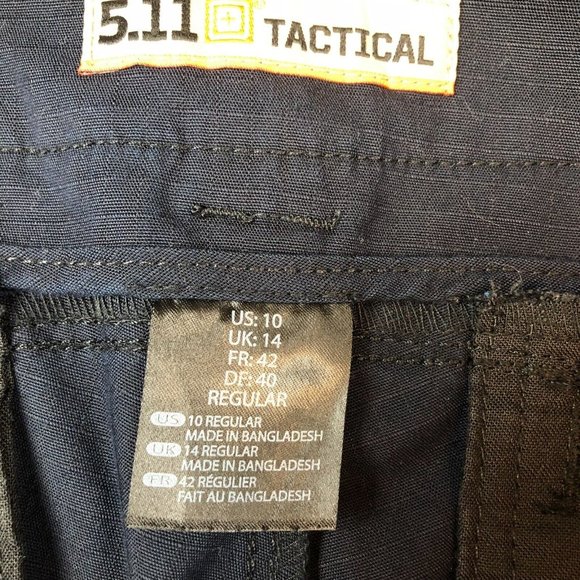 5.11 TACTICAL
US: 10
UK: 14
FR: 42
DE: 40
REGULAR
US 10 REGULAR
MADE IN BANGLADESH
UK 14 REGULAR
MADE IN BANGLADESH
FR 42 RÉGULIER
FAIT AU BANGLADESH